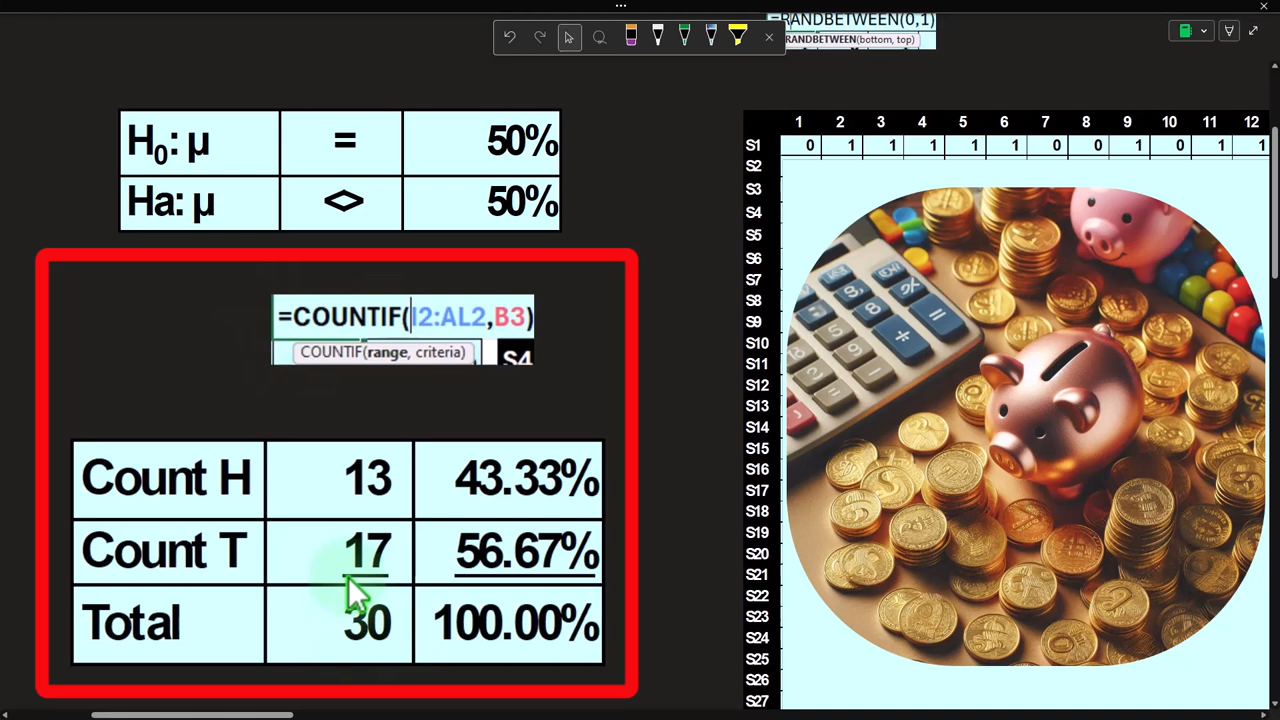 =RANDBETWEEN(0,1)
RANDBETWEEN(bottom, top)
H0: µ = 50%
Ha: µ <> 50%
=COUNTIF(I2:AL2,B3)
COUNTIF(range, criteria)
S4
Count H 13 43.33%
Count T 17 56.67%
Total 30 100.00%
1 2 3 4 5 6 7 8 9 10 11 12
S1 0 1 1 1 1 1 0 0 1 0 1 1
S2
S3
S4
S5
S6
S7
S8
S9
S10
S11
S12
S13
S14
S15
S16
S17
S18
S19
S20
S21
S22
S23
S24
S25
S26
S27